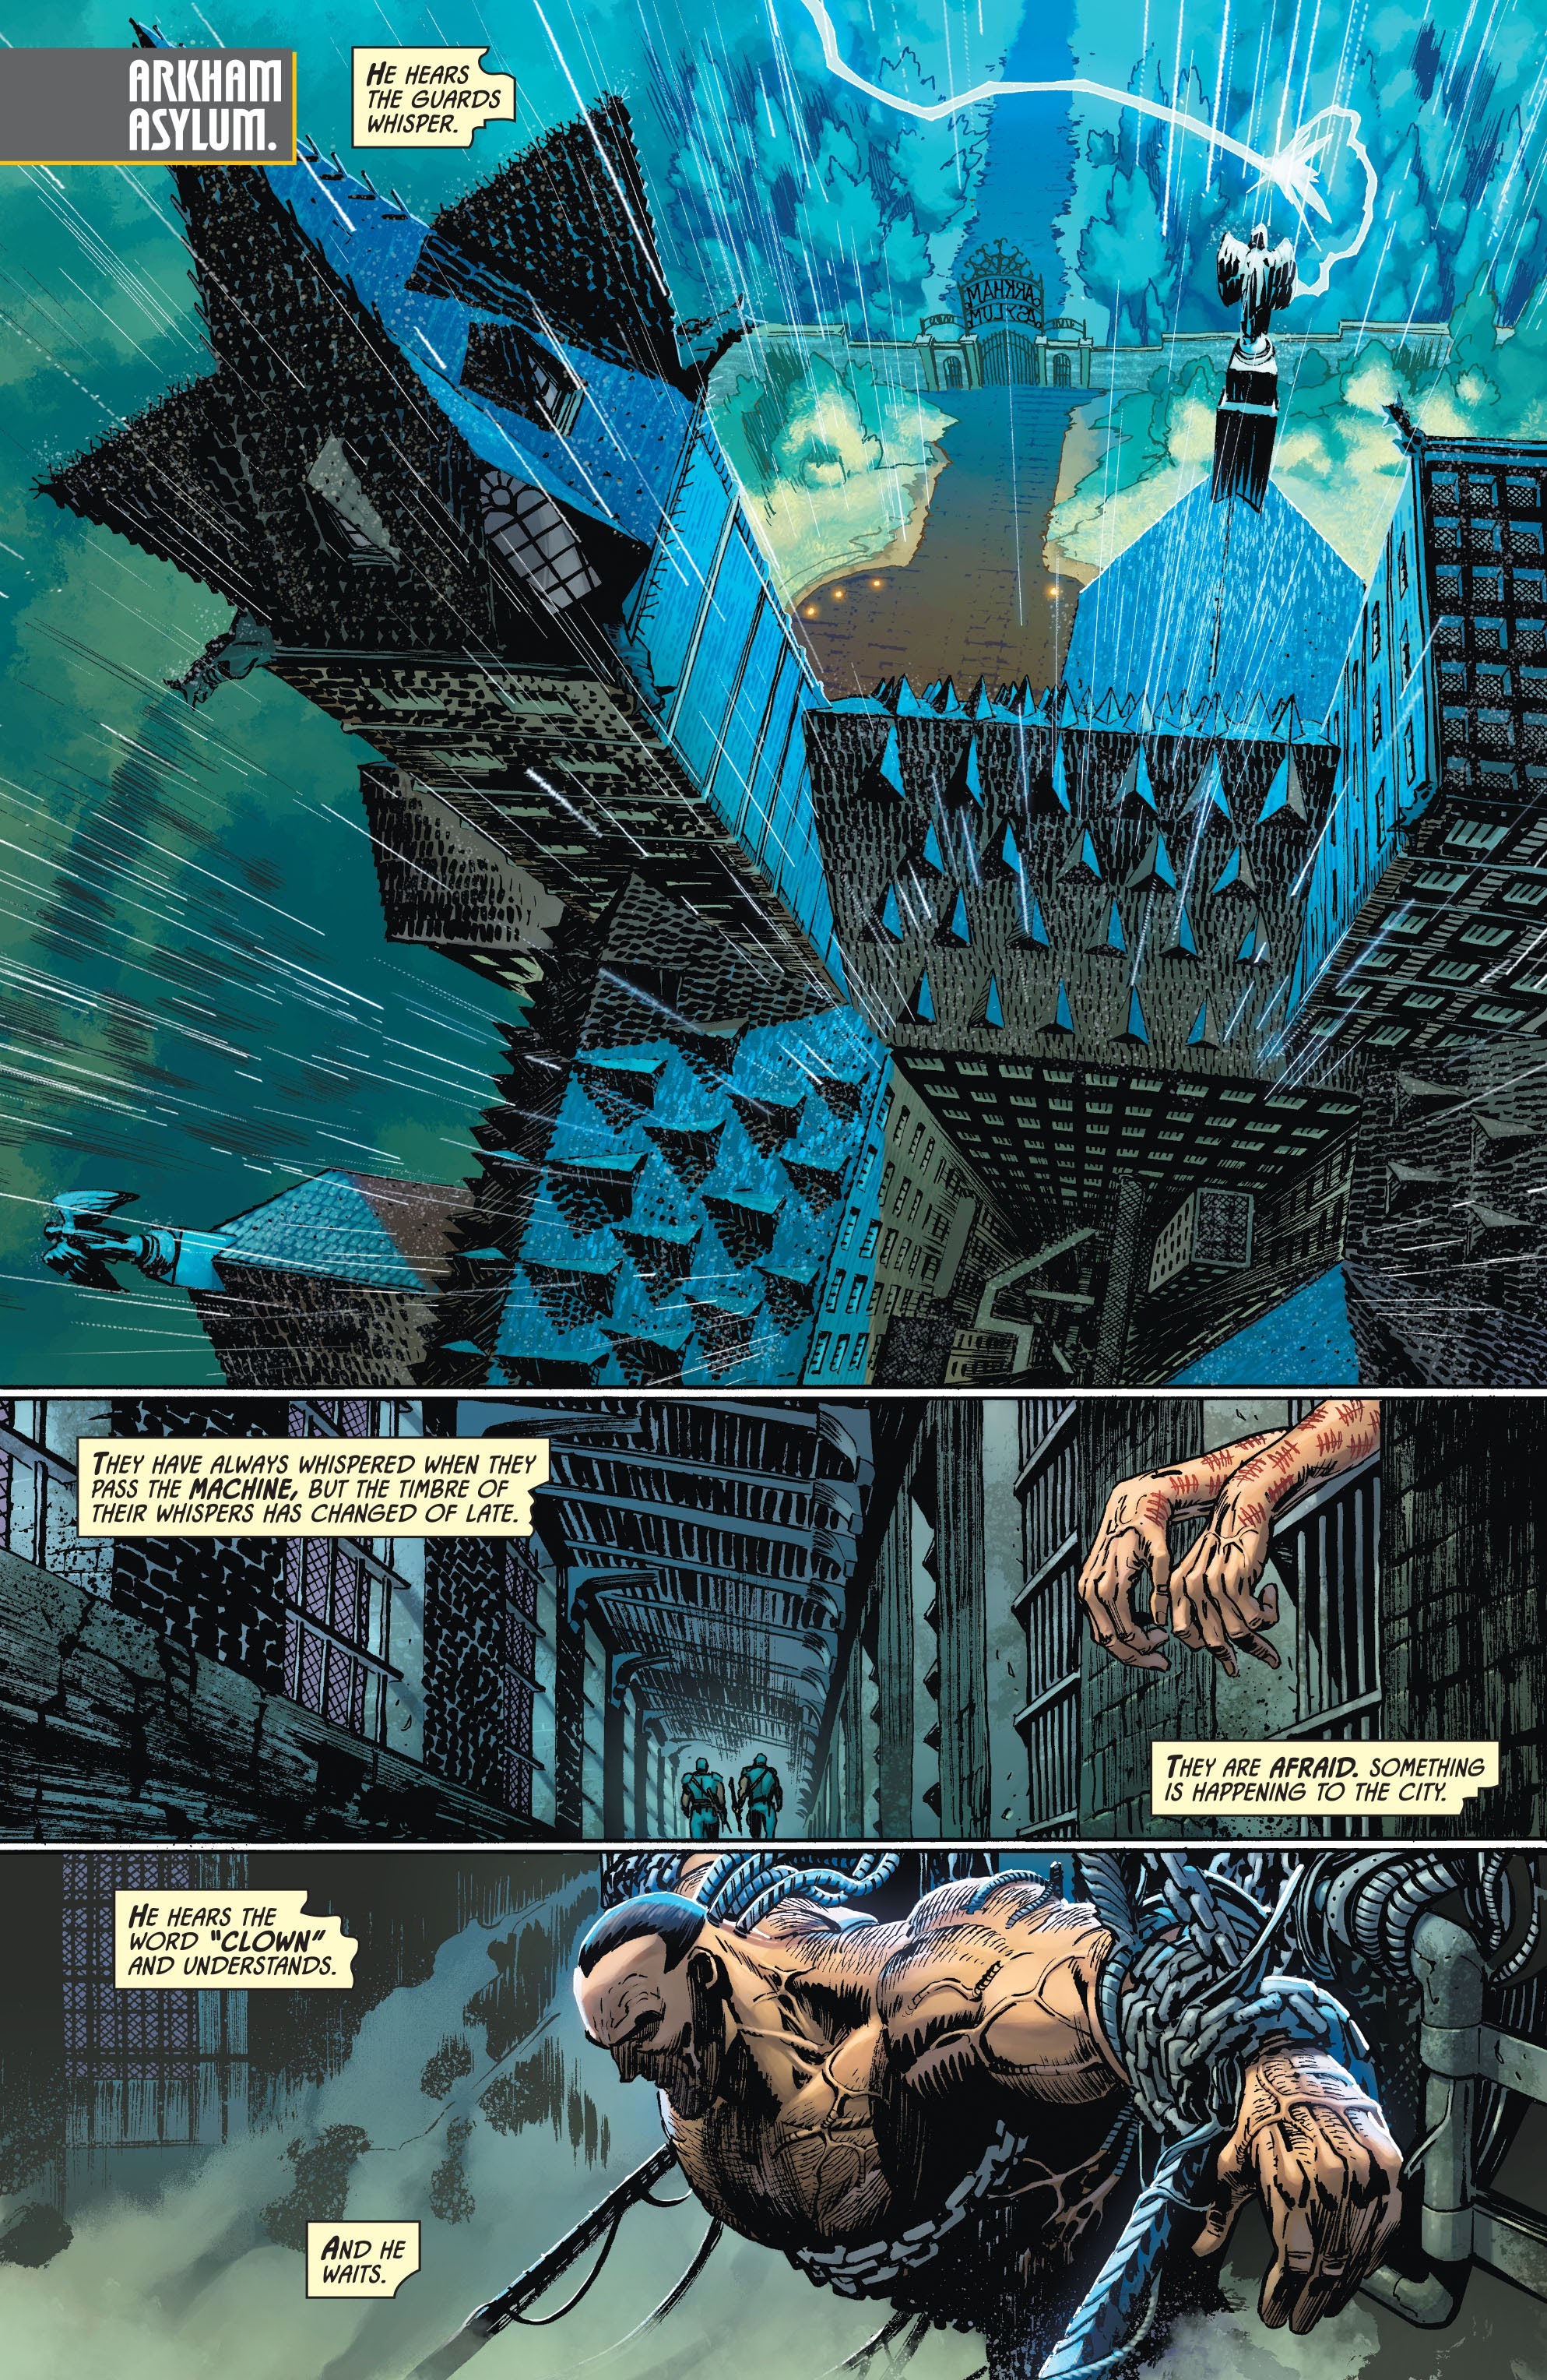 ARKHAM
ASYLUM.
HE HEARS
THE GUARDS
WHISPER.
ARKHAM
ASYLUM
THEY HAVE ALWAYS WHISPERED WHEN THEY
PASS THE MACHINE, BUT THE TIMBRE OF
THEIR WHISPERS HAS CHANGED OF LATE.
THEY ARE AFRAID. SOMETHING
IS HAPPENING TO THE CITY.
HE HEARS THE
WORD "CLOWN"
AND UNDERSTANDS.
AND HE
WAITS.